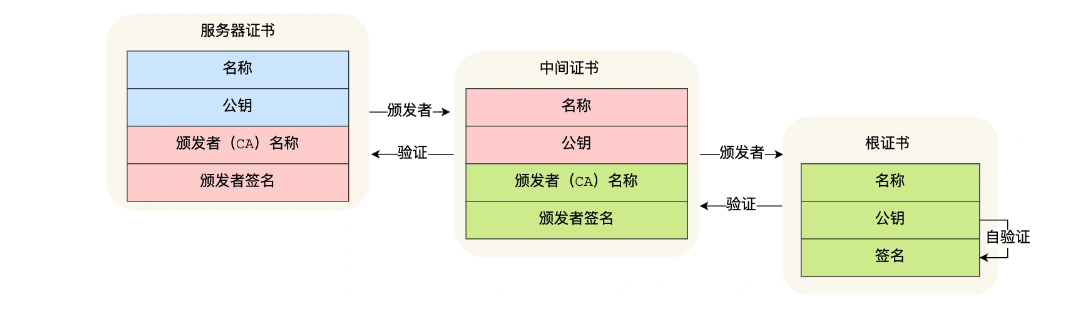 服务器证书
名称
公钥
颁发者（CA）名称
颁发者签名
颁发者
验证
中间证书
名称
公钥
颁发者（CA）名称
颁发者签名
颁发者
验证
根证书
名称
公钥
签名
自验证